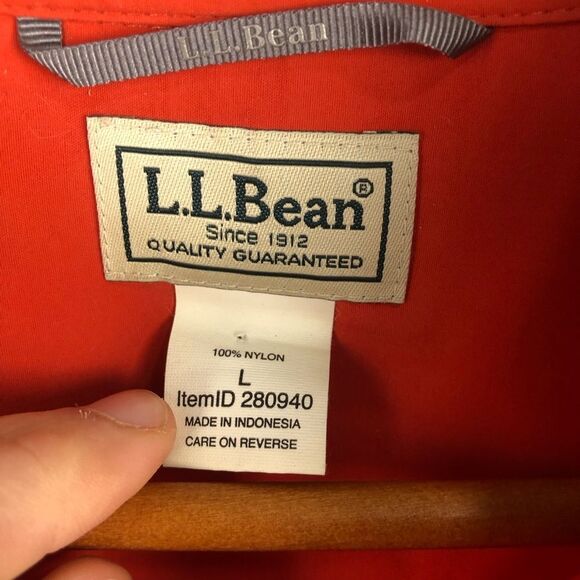 L.L.Bean
L.L.Bean®
Since 1912
QUALITY GUARANTEED
100% NYLON
L
ItemID 280940
MADE IN INDONESIA
CARE ON REVERSE